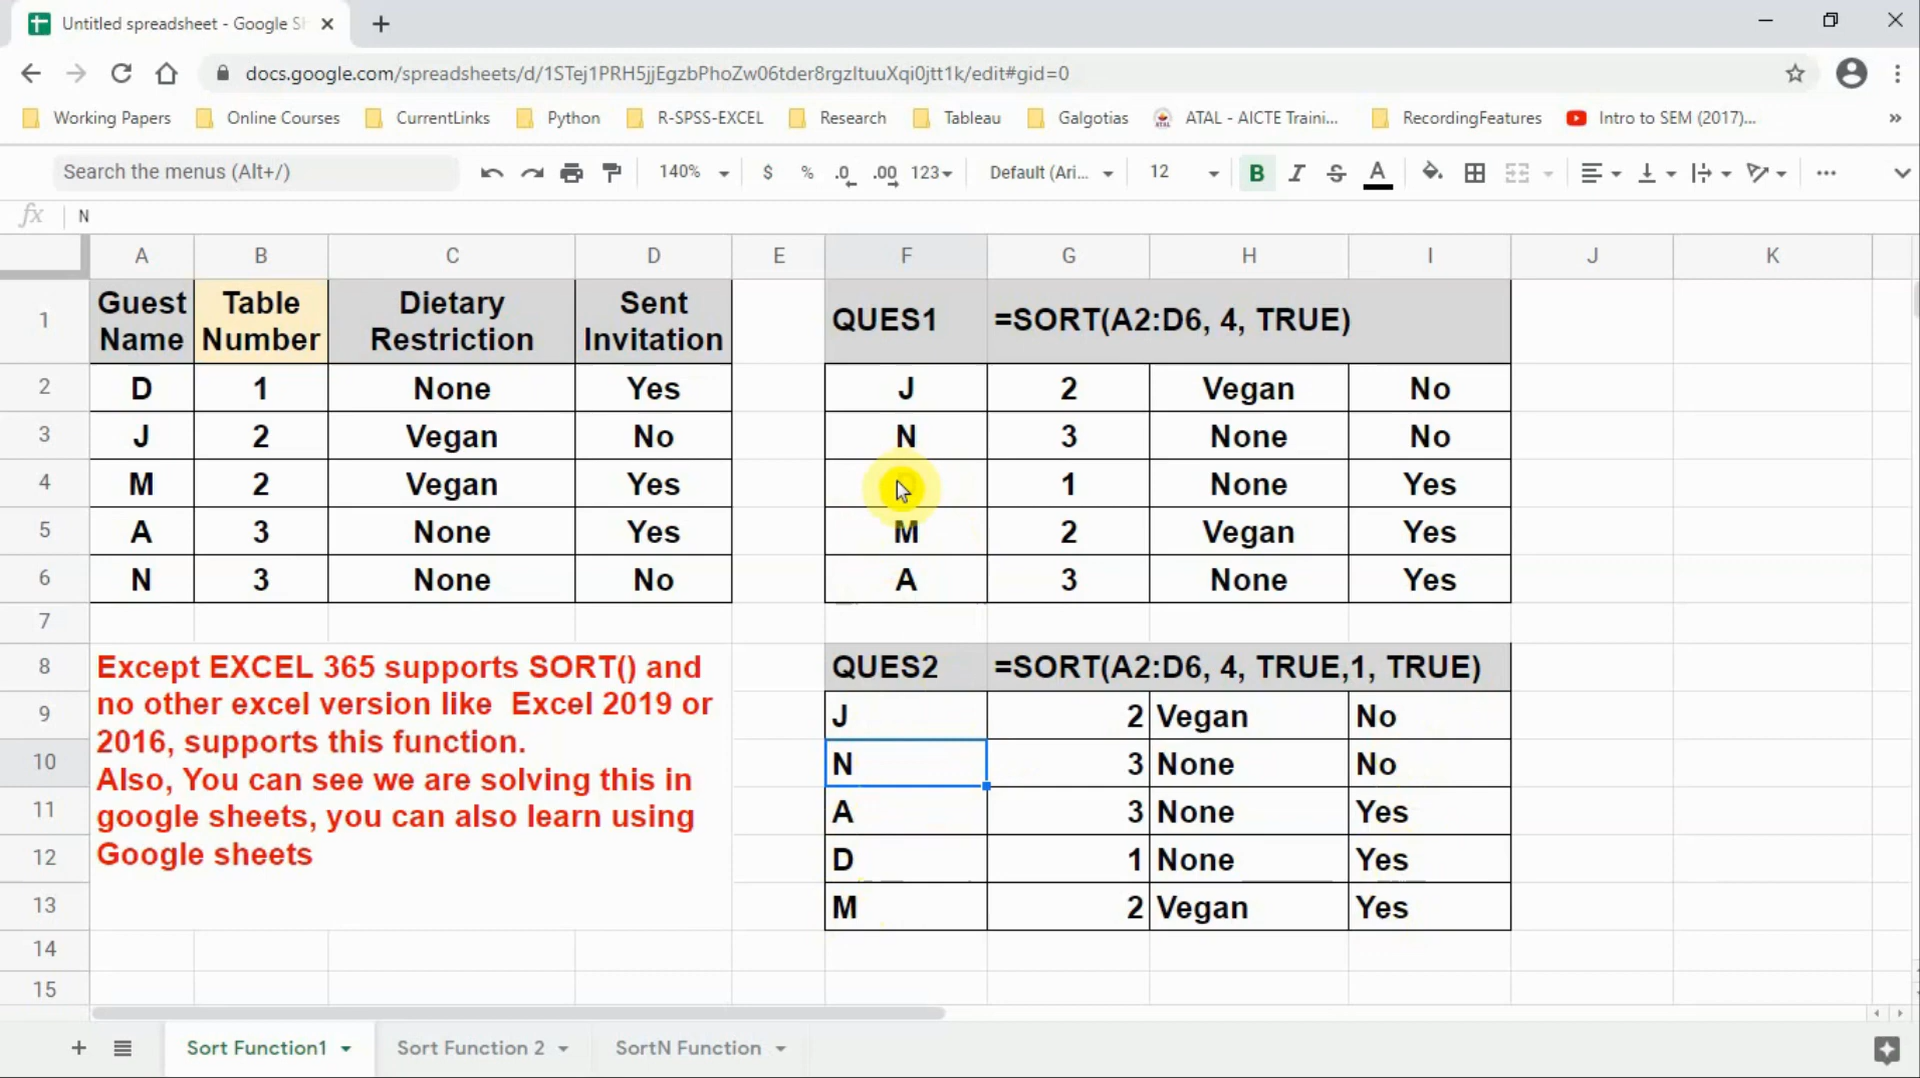 Untitled spreadsheet - Google S
docs.google.com/spreadsheets/d/1STej1PRH5jjEgzbPhoZw06tder8rgzItuuXqi0jtt1k/edit#gid=0
Working Papers Online Courses CurrentLinks Python R-SPSS-EXCEL Research Tableau Galgotias ATAL - AICTE Traini... RecordingFeatures Intro to SEM (2017)... »
Search the menus (Alt+/) 140% $ % .0 .00 123 Default (Ari... 12 B I S A
fx N
A B C D E F G H I J K
1 Guest Name Table Number Dietary Restriction Sent Invitation QUES1 =SORT(A2:D6, 4, TRUE)
2 D 1 None Yes J 2 Vegan No
3 J 2 Vegan No N 3 None No
4 M 2 Vegan Yes 1 None Yes
5 A 3 None Yes M 2 Vegan Yes
6 N 3 None No A 3 None Yes
7
8 Except EXCEL 365 supports SORT() and QUES2 =SORT(A2:D6, 4, TRUE,1, TRUE)
no other excel version like Excel 2019 or
9 J 2 Vegan No
2016, supports this function.
10 N 3 None No
Also, You can see we are solving this in
google sheets, you can also learn using
11 A 3 None Yes
Google sheets
12 D 1 None Yes
13 M 2 Vegan Yes
14
15
Sort Function1 Sort Function 2 SortN Function